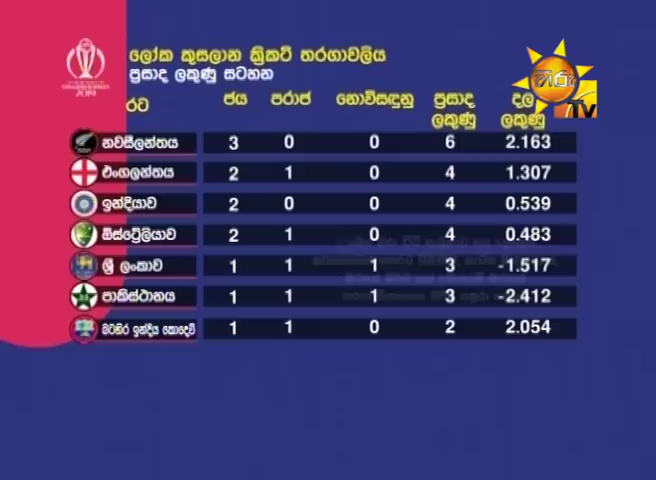 ලෝක කුසලාන ක්‍රිකට් තරගාවලිය
ප්‍රසාද ලකුණු සටහන
2019
රට ජය පරාජ නොවිසඳුනු ප්‍රසාද ලකුණු දල ලකුණු
හිරු TV
නවසීලන්තය 3 0 0 6 2.163
එංගලන්තය 2 1 0 4 1.307
ඉන්දියාව 2 0 0 4 0.539
ඕස්ට්‍රේලියාව 2 1 0 4 0.483
ශ්‍රී ලංකාව 1 1 1 3 -1.517
පාකිස්ථානය 1 1 1 3 -2.412
බටහිර ඉන්දිය කොදෙව් 1 1 0 2 2.054